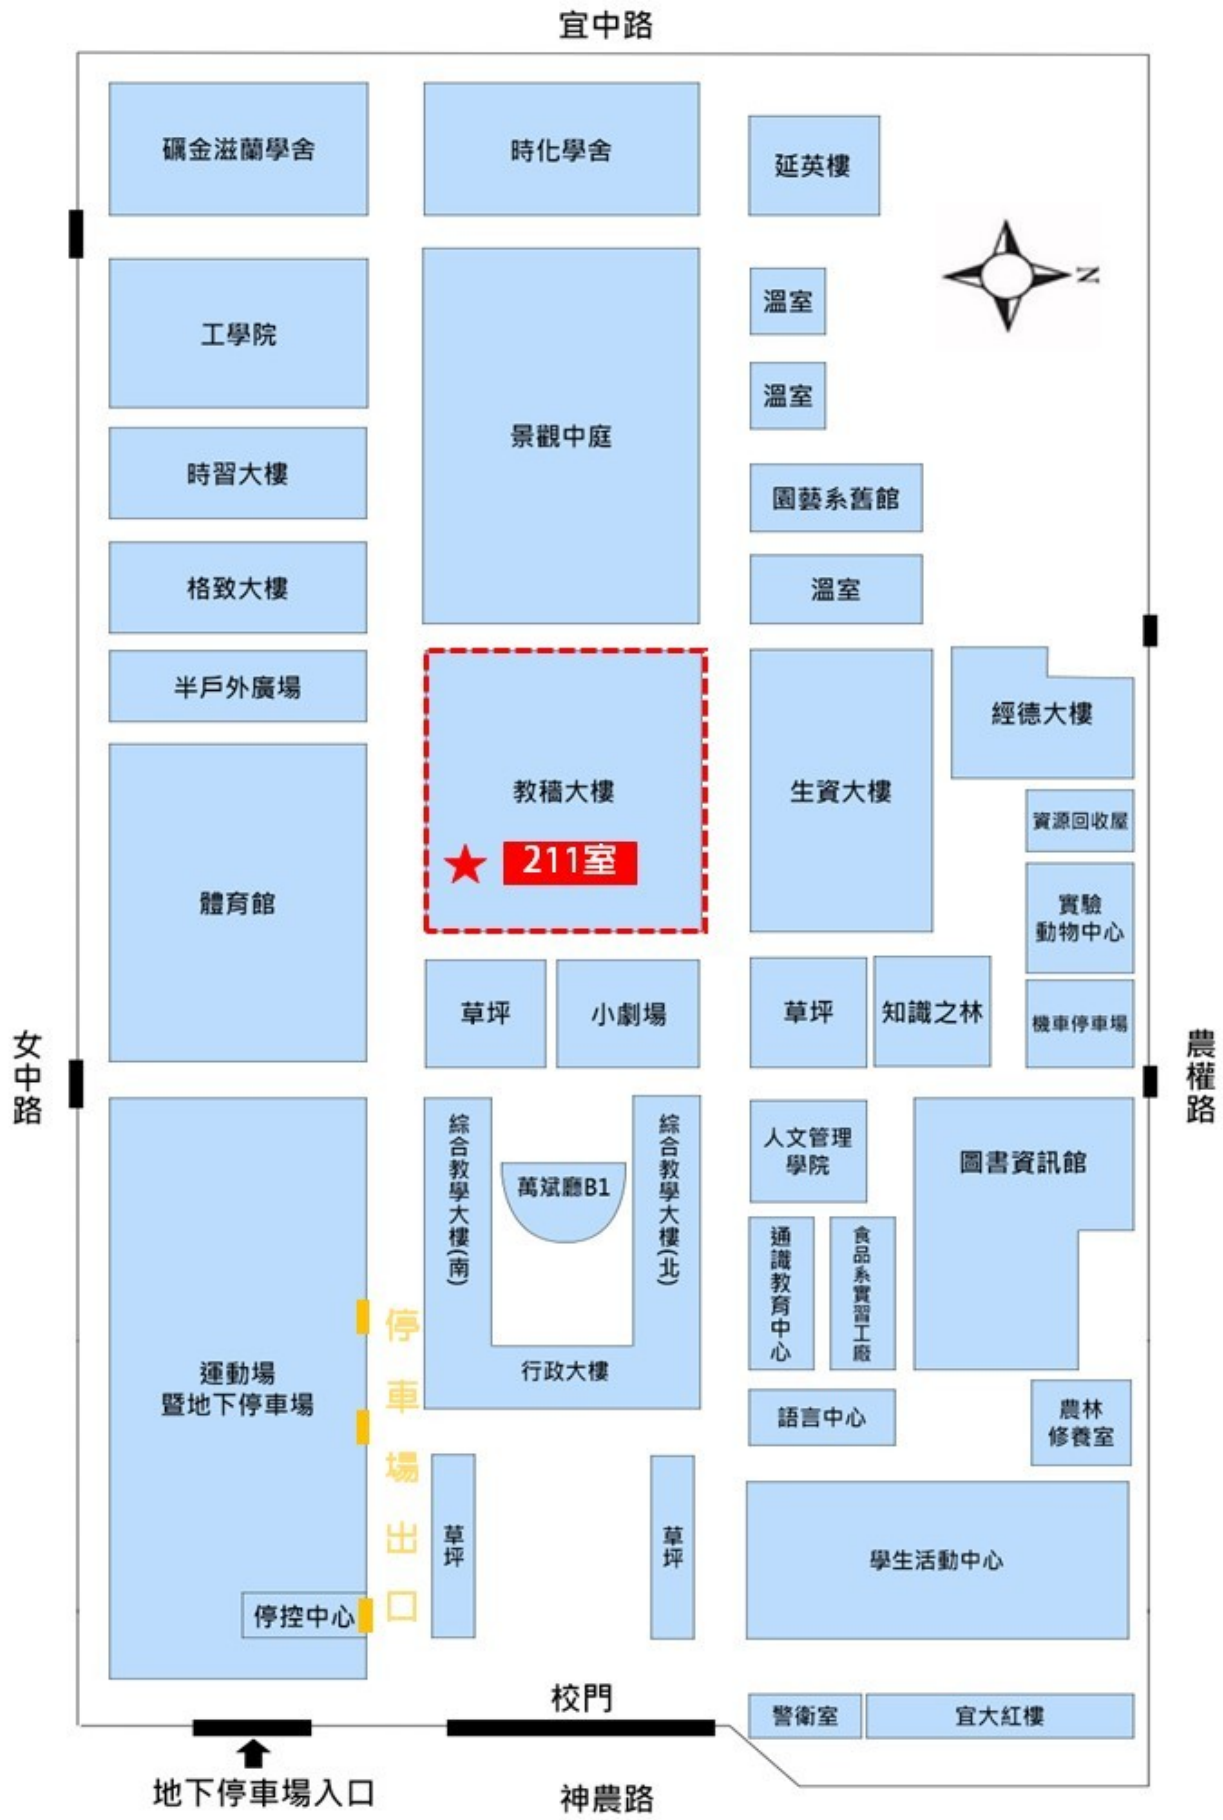 宜中路
礪金滋蘭學舍
時化學舍
延英樓
N
工學院
溫室
溫室
景觀中庭
時習大樓
園藝系舊館
格致大樓
溫室
半戶外廣場
教穡大樓
211室
生資大樓
經德大樓
資源回收屋
體育館
實驗
動物中心
草坪
小劇場
草坪
知識之林
機車停車場
女中路
農權路
綜合教學大樓(南)
萬斌廳B1
綜合教學大樓(北)
行政大樓
人文管理
學院
圖書資訊館
通識教育中心
食品系實習工廠
運動場
暨地下停車場
停車場出口
語言中心
農林
修養室
草坪
草坪
學生活動中心
停控中心
校門
警衛室
宜大紅樓
地下停車場入口
神農路